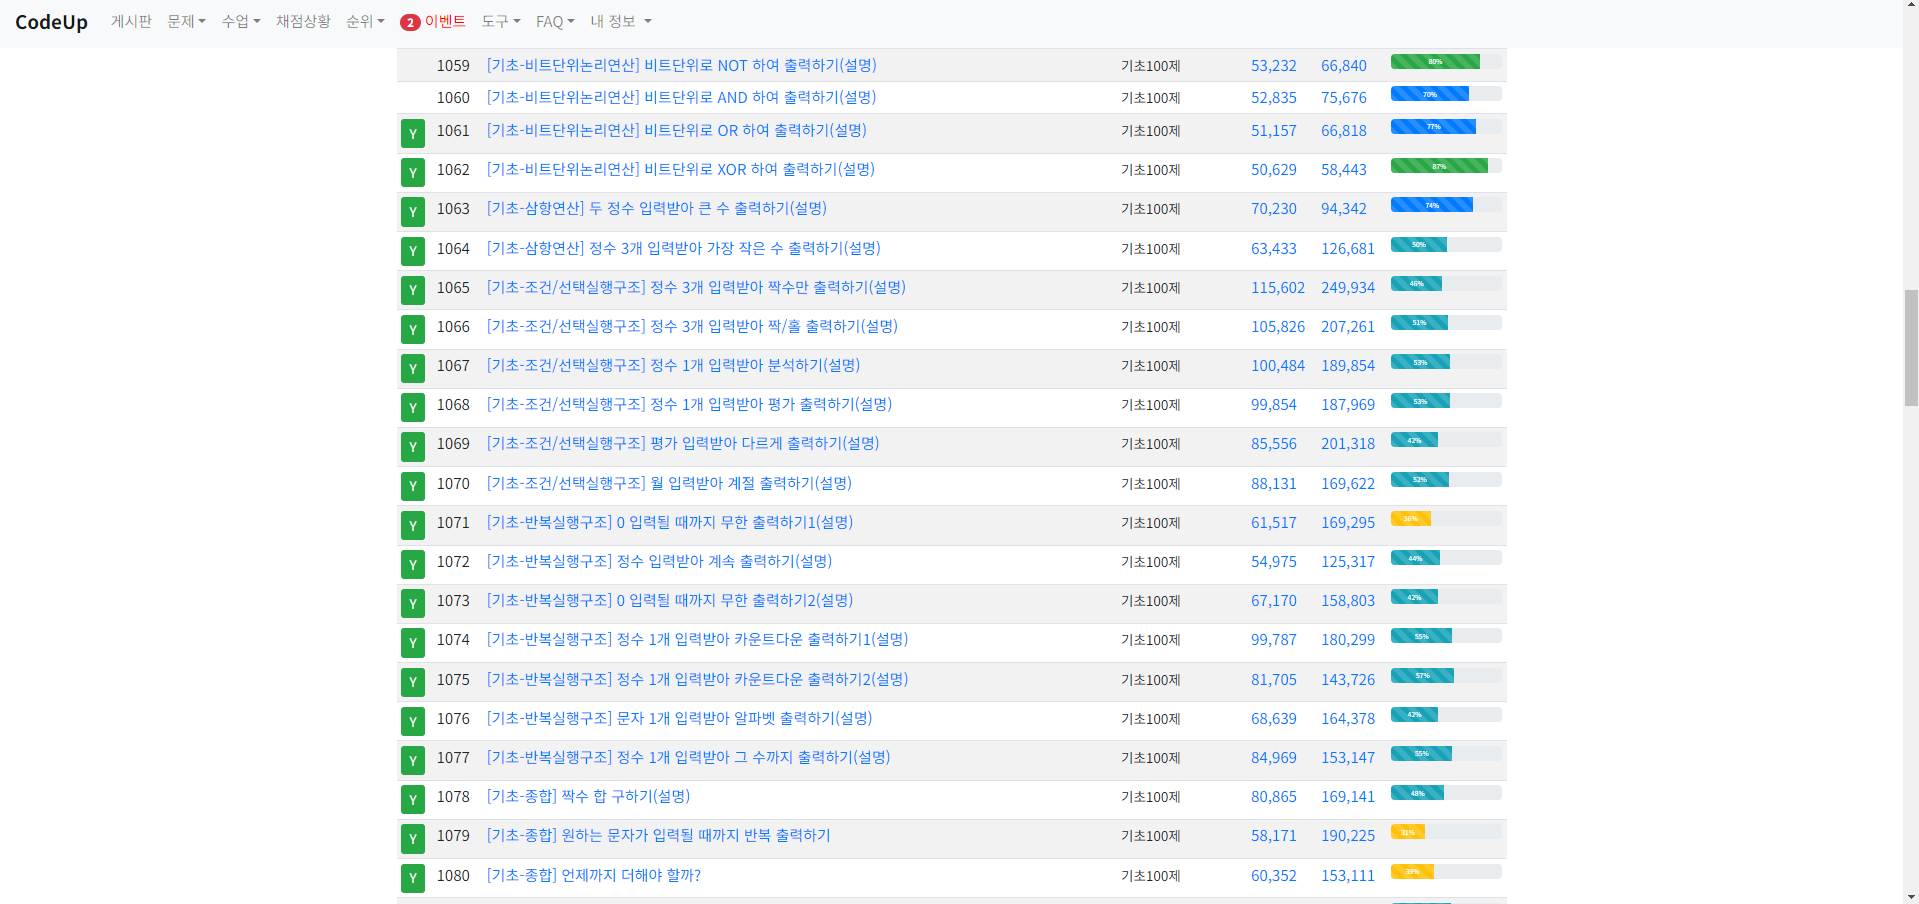 CodeUp 게시판 문제 수업 채점상황 순위 2 이벤트 도구 FAQ 내 정보
1059 [기초-비트단위논리연산] 비트단위로 NOT 하여 출력하기(설명) 기초100제 53,232 66,840 80%
1060 [기초-비트단위논리연산] 비트단위로 AND 하여 출력하기(설명) 기초100제 52,835 75,676 70%
Y 1061 [기초-비트단위논리연산] 비트단위로 OR 하여 출력하기(설명) 기초100제 51,157 66,818 77%
Y 1062 [기초-비트단위논리연산] 비트단위로 XOR 하여 출력하기(설명) 기초100제 50,629 58,443 87%
Y 1063 [기초-삼항연산] 두 정수 입력받아 큰 수 출력하기(설명) 기초100제 70,230 94,342 74%
Y 1064 [기초-삼항연산] 정수 3개 입력받아 가장 작은 수 출력하기(설명) 기초100제 63,433 126,681 50%
Y 1065 [기초-조건/선택실행구조] 정수 3개 입력받아 짝수만 출력하기(설명) 기초100제 115,602 249,934 46%
Y 1066 [기초-조건/선택실행구조] 정수 3개 입력받아 짝/홀 출력하기(설명) 기초100제 105,826 207,261 51%
Y 1067 [기초-조건/선택실행구조] 정수 1개 입력받아 분석하기(설명) 기초100제 100,484 189,854 53%
Y 1068 [기초-조건/선택실행구조] 정수 1개 입력받아 평가 출력하기(설명) 기초100제 99,854 187,969 53%
Y 1069 [기초-조건/선택실행구조] 평가 입력받아 다르게 출력하기(설명) 기초100제 85,556 201,318 42%
Y 1070 [기초-조건/선택실행구조] 월 입력받아 계절 출력하기(설명) 기초100제 88,131 169,622 52%
Y 1071 [기초-반복실행구조] 0 입력될 때까지 무한 출력하기1(설명) 기초100제 61,517 169,295 36%
Y 1072 [기초-반복실행구조] 정수 입력받아 계속 출력하기(설명) 기초100제 54,975 125,317 44%
Y 1073 [기초-반복실행구조] 0 입력될 때까지 무한 출력하기2(설명) 기초100제 67,170 158,803 42%
Y 1074 [기초-반복실행구조] 정수 1개 입력받아 카운트다운 출력하기1(설명) 기초100제 99,787 180,299 55%
Y 1075 [기초-반복실행구조] 정수 1개 입력받아 카운트다운 출력하기2(설명) 기초100제 81,705 143,726 57%
Y 1076 [기초-반복실행구조] 문자 1개 입력받아 알파벳 출력하기(설명) 기초100제 68,639 164,378 42%
Y 1077 [기초-반복실행구조] 정수 1개 입력받아 그 수까지 출력하기(설명) 기초100제 84,969 153,147 55%
Y 1078 [기초-종합] 짝수 합 구하기(설명) 기초100제 80,865 169,141 48%
Y 1079 [기초-종합] 원하는 문자가 입력될 때까지 반복 출력하기 기초100제 58,171 190,225 31%
Y 1080 [기초-종합] 언제까지 더해야 할까? 기초100제 60,352 153,111 39%